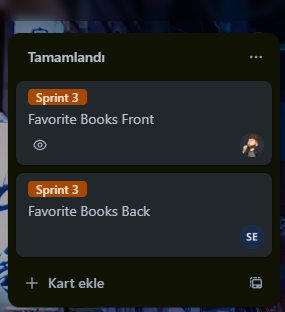 Tamamlandı
Sprint 3
Favorite Books Front
Sprint 3
Favorite Books Back
SE
Kart ekle